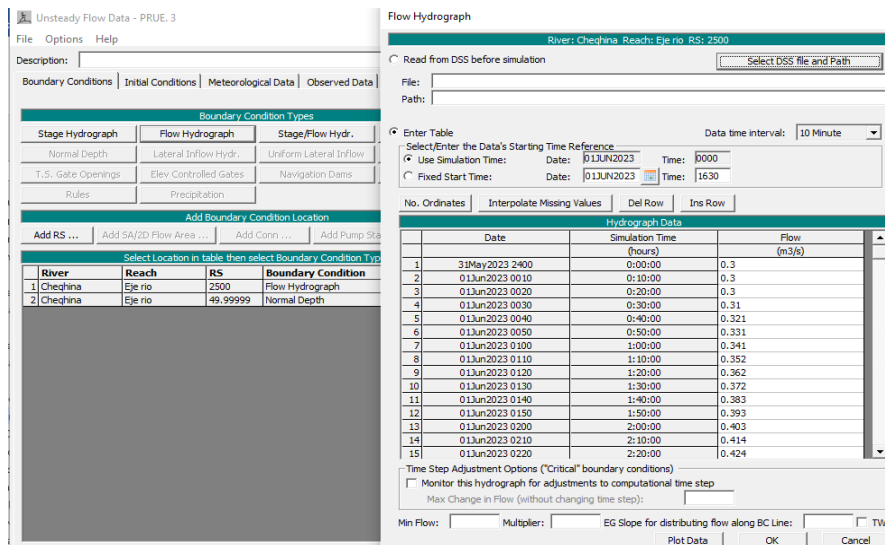 Unsteady Flow Data - PRUE. 3
File Options Help
Description:
Boundary Conditions Initial Conditions Meteorological Data Observed Data
Boundary Condition Types
Stage Hydrograph Flow Hydrograph Stage/Flow Hydr.
Normal Depth Lateral Inflow Hydr. Uniform Lateral Inflow
T.S. Gate Openings Elev Controlled Gates Navigation Dams
Rules Precipitation
Add Boundary Condition Location
Add RS ... Add SA/2D Flow Area ... Add Conn ... Add Pump Sta
Select Location in table then select Boundary Condition Typ
River Reach RS Boundary Condition
1 Cheqhina Eje rio 2500 Flow Hydrograph
2 Cheqhina Eje rio 49.99999 Normal Depth
Flow Hydrograph
River: Cheqhina Reach: Eje rio RS: 2500
Read from DSS before simulation Select DSS file and Path
File:
Path:
Enter Table Data time interval: 10 Minute
Select/Enter the Data's Starting Time Reference
Use Simulation Time: Date: 01JUN2023 Time: 0000
Fixed Start Time: Date: 01JUN2023 Time: 1630
No. Ordinates Interpolate Missing Values Del Row Ins Row
Hydrograph Data
Date Simulation Time Flow
(hours) (m3/s)
1 31May2023 2400 0:00:00 0.3
2 01Jun2023 0010 0:10:00 0.3
3 01Jun2023 0020 0:20:00 0.3
4 01Jun2023 0030 0:30:00 0.31
5 01Jun2023 0040 0:40:00 0.321
6 01Jun2023 0050 0:50:00 0.331
7 01Jun2023 0100 1:00:00 0.341
8 01Jun2023 0110 1:10:00 0.352
9 01Jun2023 0120 1:20:00 0.362
10 01Jun2023 0130 1:30:00 0.372
11 01Jun2023 0140 1:40:00 0.383
12 01Jun2023 0150 1:50:00 0.393
13 01Jun2023 0200 2:00:00 0.403
14 01Jun2023 0210 2:10:00 0.414
15 01Jun2023 0220 2:20:00 0.424
Time Step Adjustment Options ("Critical" boundary conditions)
Monitor this hydrograph for adjustments to computational time step
Max Change in Flow (without changing time step):
Min Flow: Multiplier: EG Slope for distributing flow along BC Line: TW
Plot Data OK Cancel